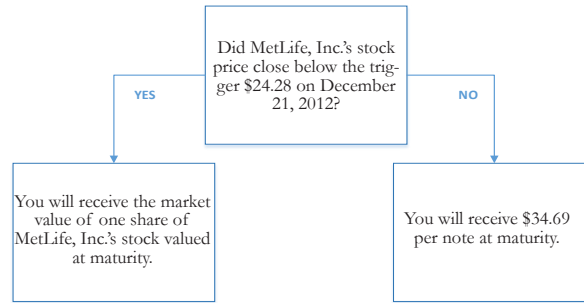 Did MetLife, Inc.'s stock
price close below the trig-
ger $24.28 on December
21, 2012?
YES
NO
You will receive the market
value of one share of
MetLife, Inc.'s stock valued
at maturity.
You will receive $34.69
per note at maturity.